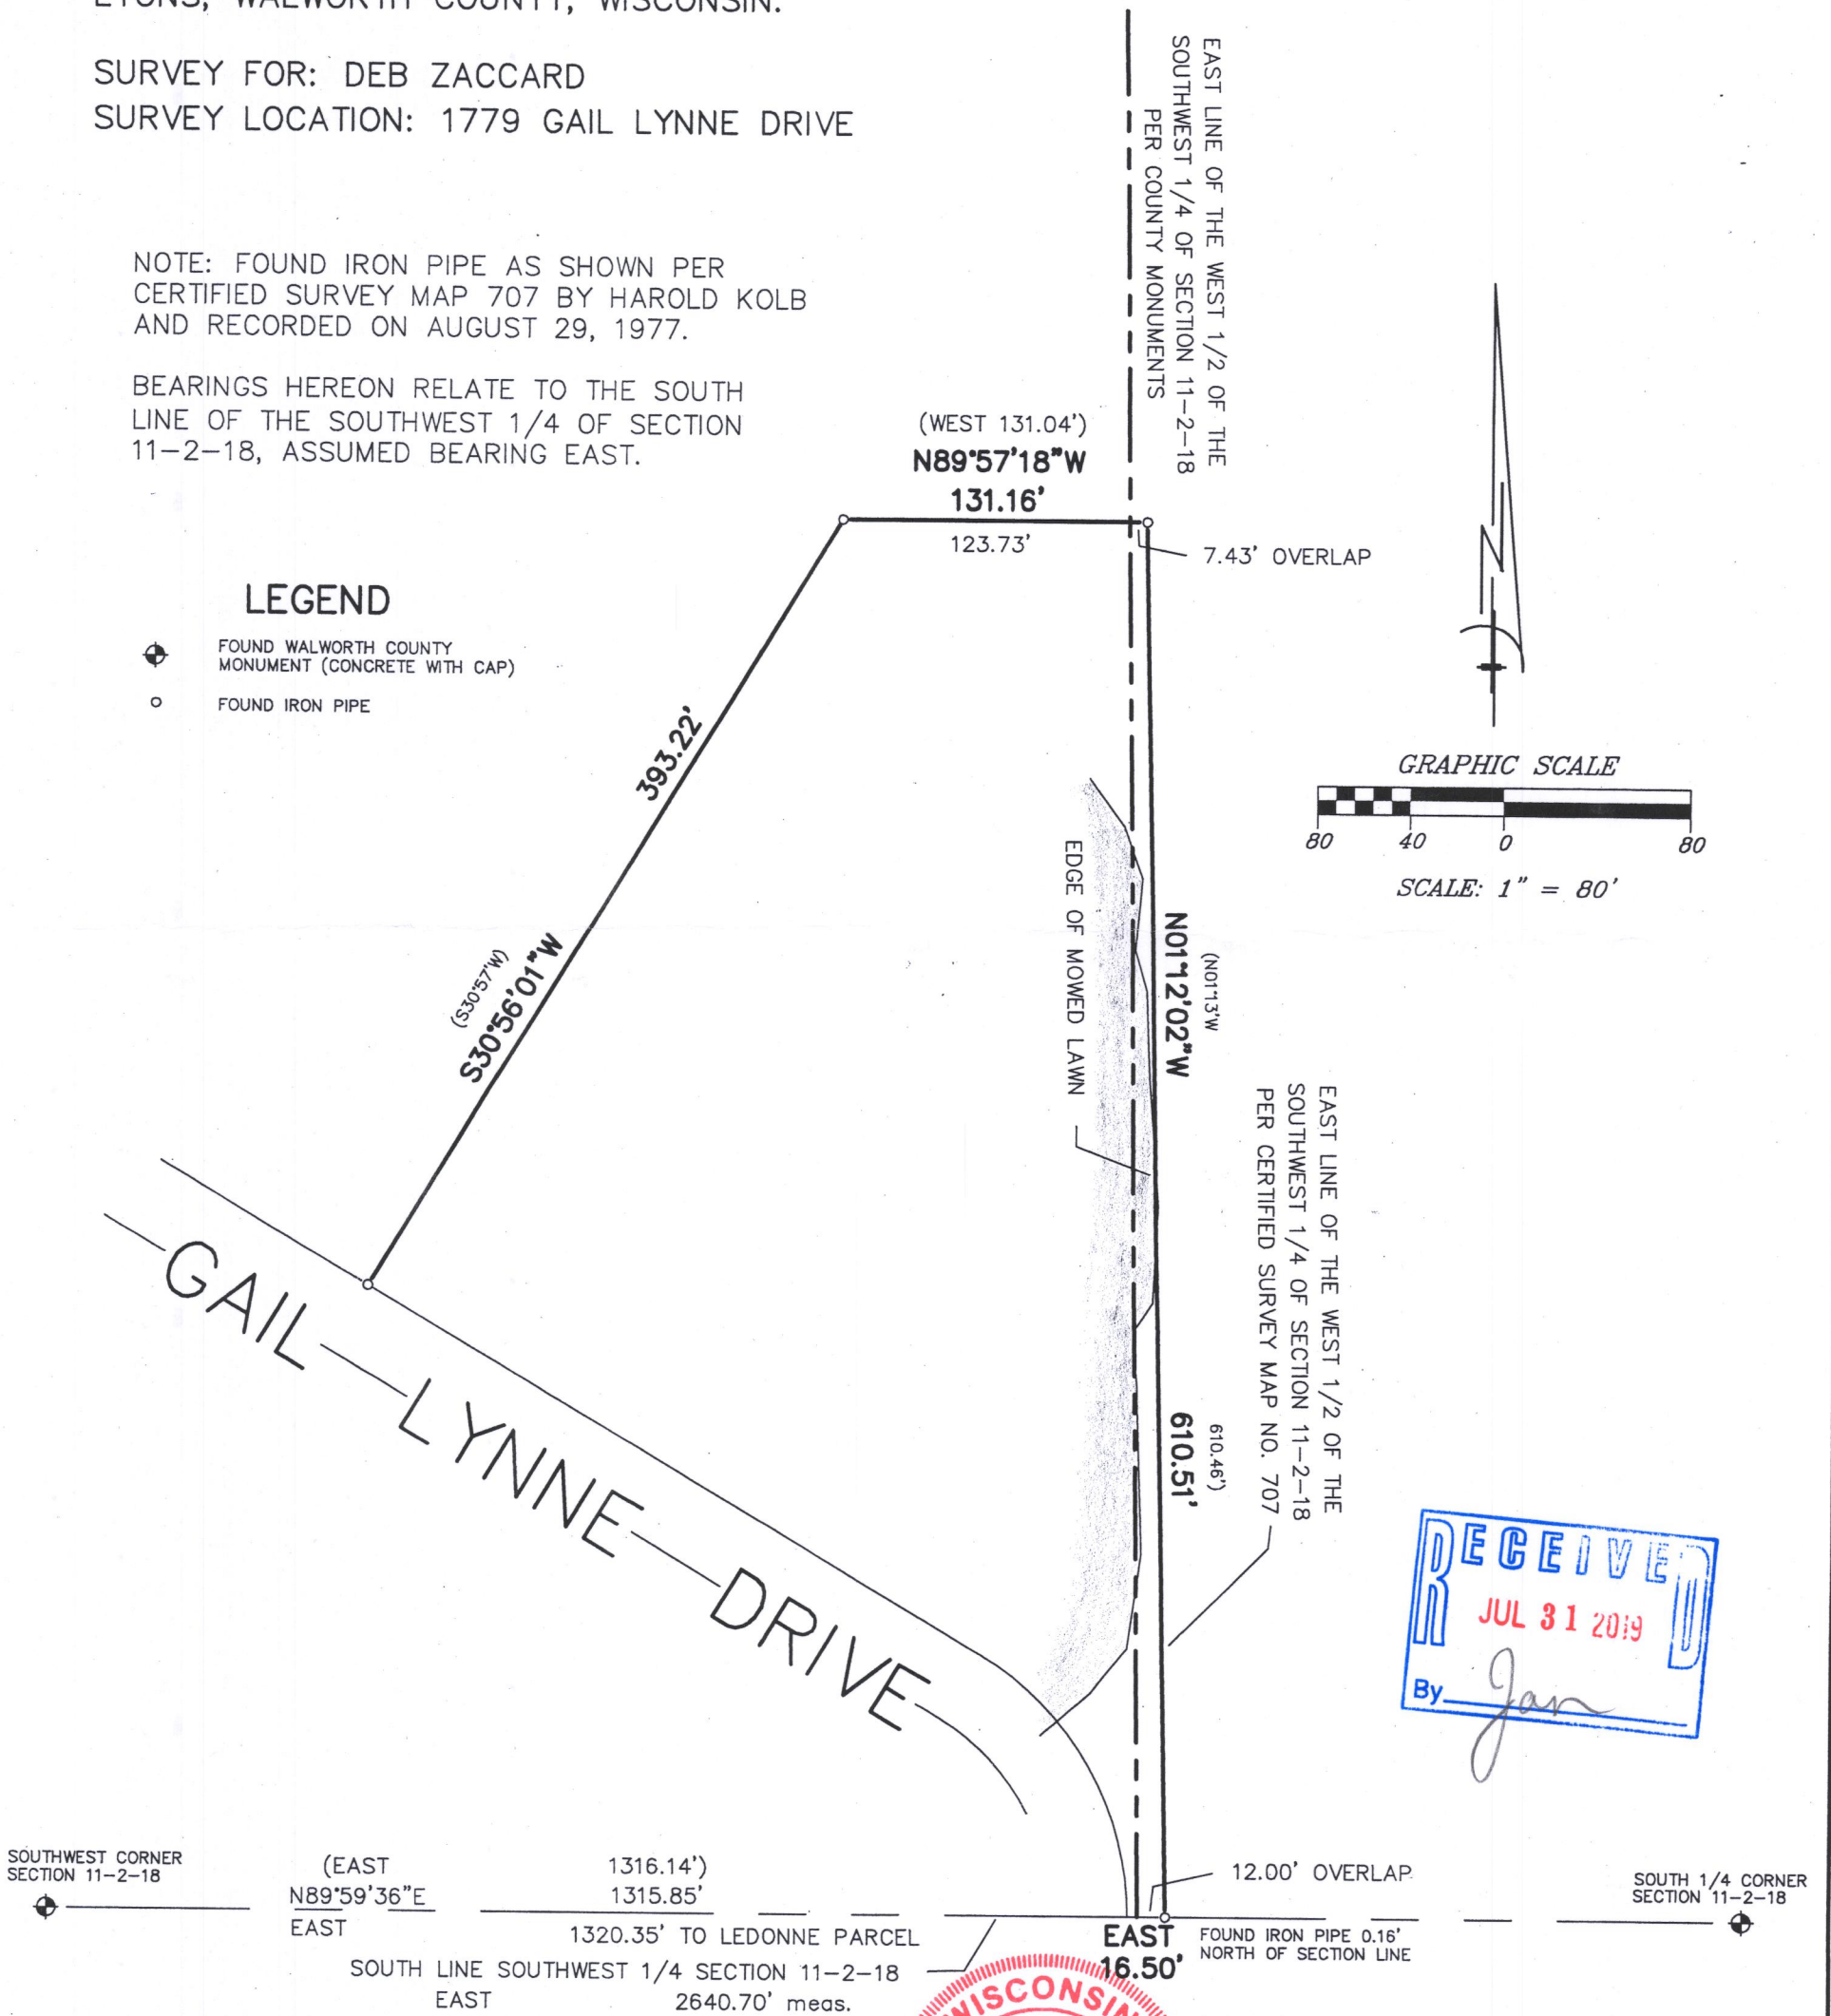 LYONS, WALWORTH COUNTY, WISCONSIN.
SURVEY FOR: DEB ZACCARD
SURVEY LOCATION: 1779 GAIL LYNNE DRIVE
NOTE: FOUND IRON PIPE AS SHOWN PER
CERTIFIED SURVEY MAP 707 BY HAROLD KOLB
AND RECORDED ON AUGUST 29, 1977.
BEARINGS HEREON RELATE TO THE SOUTH
LINE OF THE SOUTHWEST 1/4 OF SECTION
11-2-18, ASSUMED BEARING EAST.
EAST LINE OF THE WEST 1/2 OF THE
SOUTHWEST 1/4 OF SECTION 11-2-18
PER COUNTY MONUMENTS
(WEST 131.04')
N89°57'18"W
131.16'
123.73'
7.43' OVERLAP
LEGEND
FOUND WALWORTH COUNTY
MONUMENT (CONCRETE WITH CAP)
FOUND IRON PIPE
N
GRAPHIC SCALE
80 40 0 80
SCALE: 1" = 80'
393.22'
(S30°57'W)
S30°56'01"W
EDGE OF MOWED LAWN
(N01°13'W
N01°12'02"W
610.46')
610.51'
EAST LINE OF THE WEST 1/2 OF THE
SOUTHWEST 1/4 OF SECTION 11-2-18
PER CERTIFIED SURVEY MAP NO. 707
GAIL LYNNE DRIVE
RECEIVED
JUL 31 2019
By Jan
SOUTHWEST CORNER
SECTION 11-2-18
(EAST 1316.14')
N89°59'36"E 1315.85'
EAST 1320.35' TO LEDONNE PARCEL
SOUTH LINE SOUTHWEST 1/4 SECTION 11-2-18
EAST 2640.70' meas.
12.00' OVERLAP
EAST
16.50'
FOUND IRON PIPE 0.16'
NORTH OF SECTION LINE
SOUTH 1/4 CORNER
SECTION 11-2-18
WISCONSIN